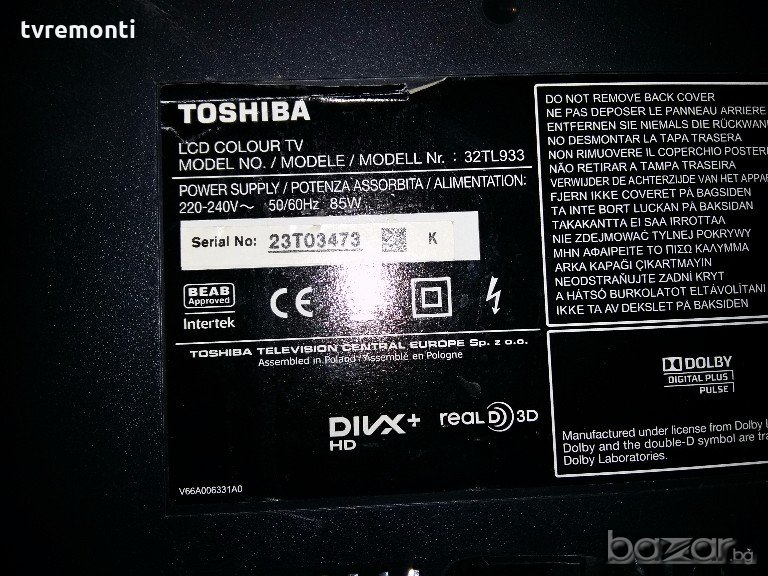 tvremonti
TOSHIBA
LCD COLOUR TV
MODEL NO. / MODELE / MODELL Nr. : 32TL933
POWER SUPPLY / POTENZA ASSORBITA / ALIMENTATION:
220-240V~ 50/60Hz 85W
Serial No: 23T03473 K
BEAB
Approved
Intertek
CE
TOSHIBA TELEVISION CENTRAL EUROPE Sp. z o.o.
Assembled in Poland / Assemblé en Pologne
DIVX+
HD
REAL D 3D
V66A006331A0
DO NOT REMOVE BACK COVER
NE PAS DEPOSER LE PANNEAU ARRIERE
ENTFERNEN SIE NIEMALS DIE RÜCKWAN
NO DESMONTAR LA TAPA TRASERA
NON RIMUOVERE IL COPERCHIO POSTER
NÃO RETIRAR A TAMPA TRASEIRA
VERWIJDER DE ACHTERZIJDE VAN HET APPAR
FJERN IKKE COVERET PÅ BAGSIDEN
TA INTE BORT LUCKAN PÅ BAKSIDAN
TAKAKANTTA EI SAA IRROTTAA
NIE ZDEJMOWAĆ TYLNEJ POKRYWY
ΜΗΝ ΑΦΑΙΡΕΙΤΕ ΤΟ ΠΙΣΩ ΚΑΛΥΜΜΑ
ARKA KAPAĞI ÇIKARTMAYIN
NEODSTRAŇUJTE ZADNÍ KRYT
A HÁTSÓ BURKOLATOT ELTÁVOLÍTANI
IKKE TA AV DEKSLET PÅ BAKSIDEN
DOLBY
DIGITAL PLUS
PULSE
Manufactured under license from Dolby
Dolby and the double-D symbol are tra
Dolby Laboratories.
bazar.бг